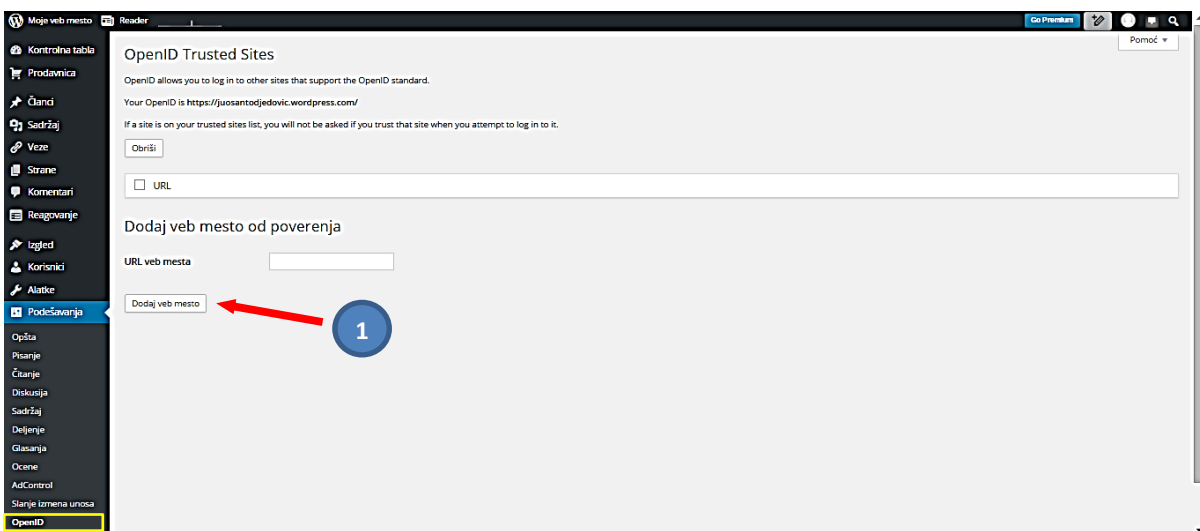 Moje veb mesto Reader Go Premium
Pomoć
Kontrolna tabla
Prodavnica
Članci
Sadržaj
Veze
Strane
Komentari
Reagovanje
Izgled
Korisnici
Alatke
Podešavanja
Opšta
Pisanje
Čitanje
Diskusija
Sadržaj
Deljenje
Glasanja
Ocene
AdControl
Slanje izmena unosa
OpenID
OpenID Trusted Sites
OpenID allows you to log in to other sites that support the OpenID standard.
Your OpenID is https://juosantodjedovic.wordpress.com/
If a site is on your trusted sites list, you will not be asked if you trust that site when you attempt to log in to it.
Obriši
URL
Dodaj veb mesto od poverenja
URL veb mesta
Dodaj veb mesto
1